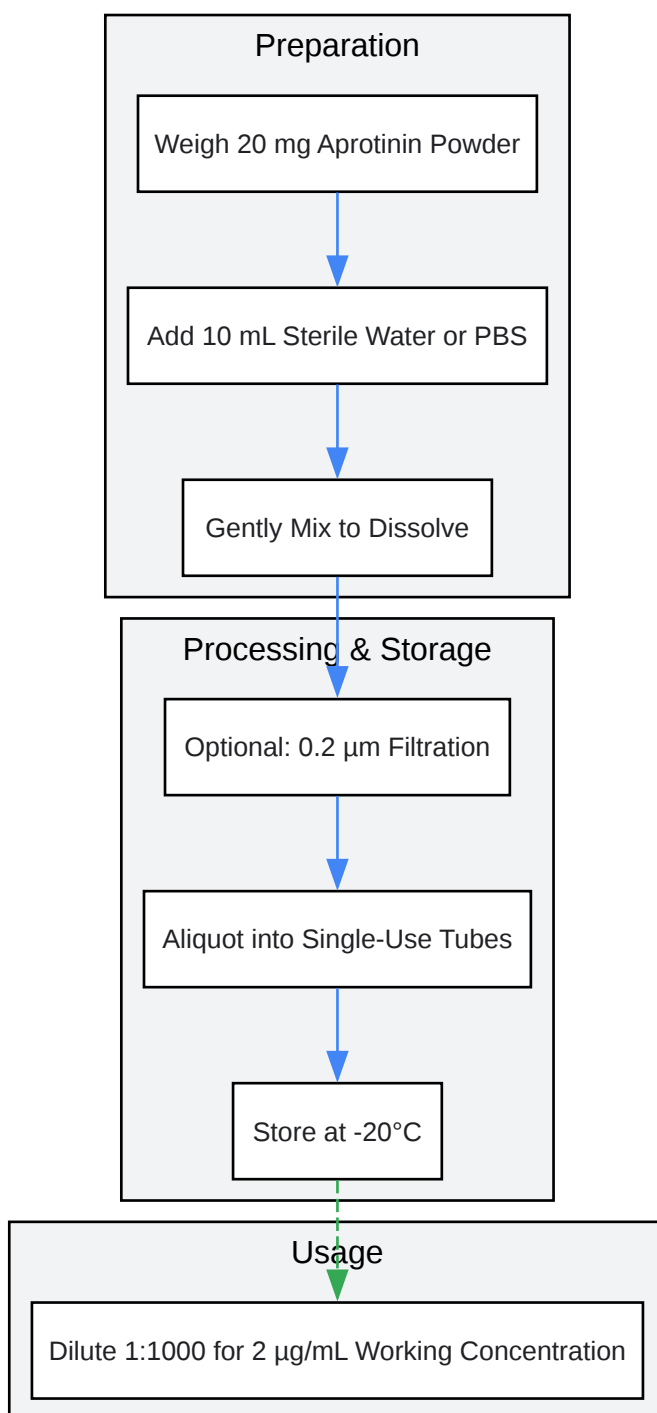 Preparation
Weigh 20 mg Aprotinin Powder
Add 10 mL Sterile Water or PBS
Gently Mix to Dissolve
Processing & Storage
Optional: 0.2 µm Filtration
Aliquot into Single-Use Tubes
Store at -20°C
Usage
Dilute 1:1000 for 2 µg/mL Working Concentration